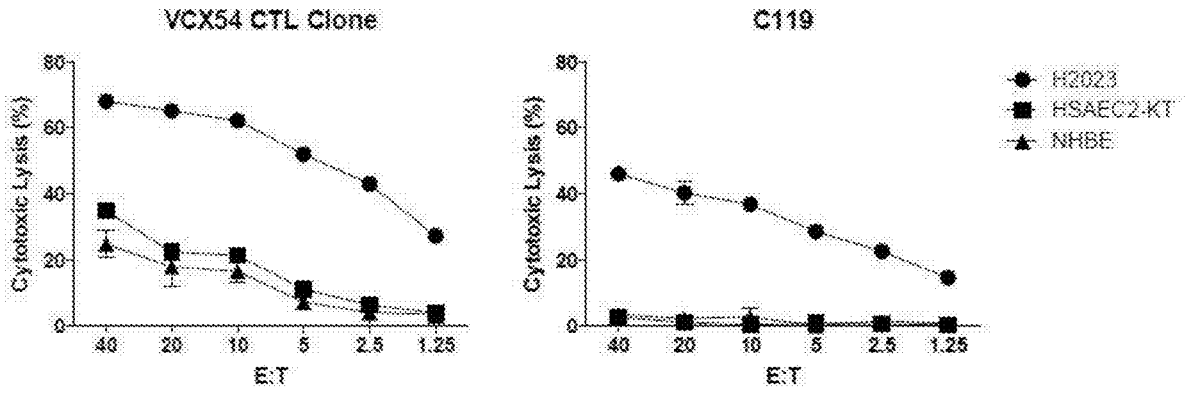 VCX54 CTL Clone
80
60
40
20
0
Cytotoxic Lysis (%)
40 20 10 5 2.5 1.25
E:T
C119
80
60
40
20
0
Cytotoxic Lysis (%)
40 20 10 5 2.5 1.25
E:T
H2023
HSAEC2-KT
NHBE